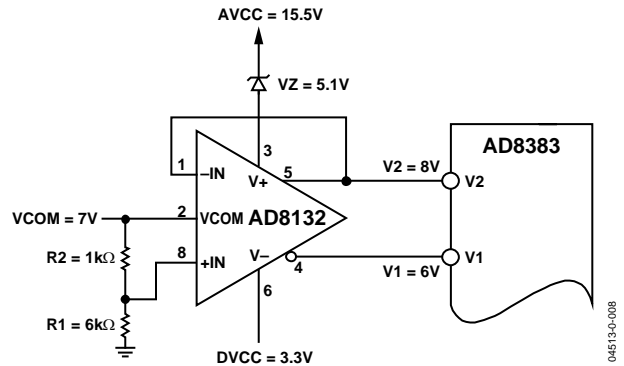 AVCC = 15.5V
VZ = 5.1V
3
1
–IN
V+
5
V2 = 8V
AD8383
V2
VCOM = 7V
2
VCOM
AD8132
R2 = 1kΩ
8
+IN
V–
4
V1 = 6V
V1
6
R1 = 6kΩ
DVCC = 3.3V
04513-0-008